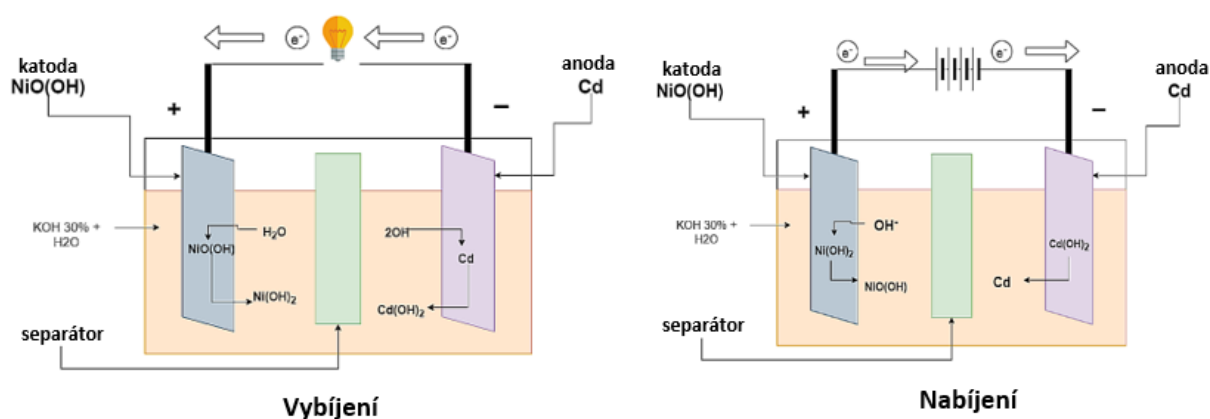 e⁻
e⁻
katoda
NiO(OH)
+
−
anoda
Cd
KOH 30% +
H2O
NiO(OH)
H₂O
Ni(OH)₂
2OH
Cd
Cd(OH)₂
separátor
Vybíjení
e⁻
e⁻
katoda
NiO(OH)
+
−
anoda
Cd
KOH 30% +
H2O
OH⁻
Ni(OH)₂
NiO(OH)
Cd(OH)₂
Cd
separátor
Nabíjení